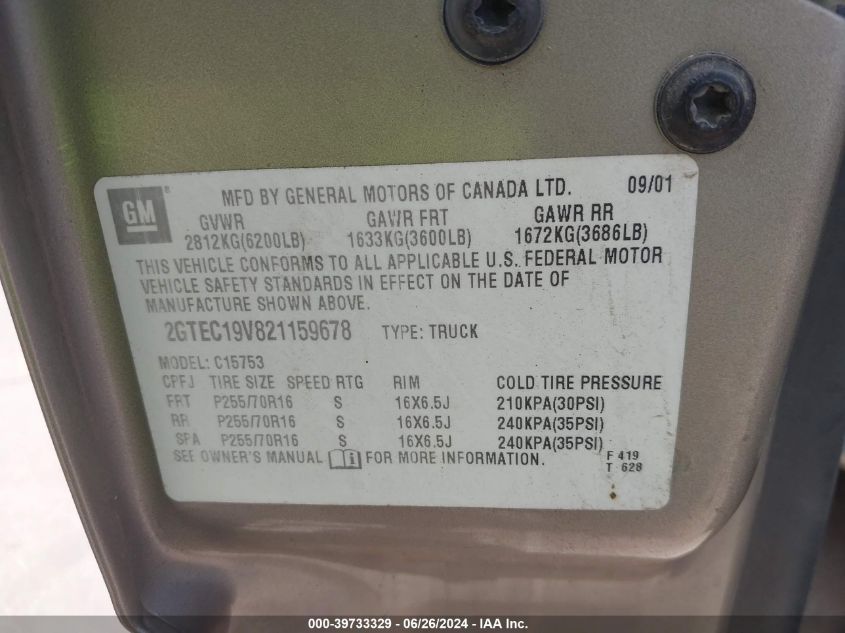 GM ® MFD BY GENERAL MOTORS OF CANADA LTD. 09/01
GVWR GAWR FRT GAWR RR
2812KG(6200LB) 1633KG(3600LB) 1672KG(3686LB)
THIS VEHICLE CONFORMS TO ALL APPLICABLE U.S. FEDERAL MOTOR
VEHICLE SAFETY STANDARDS IN EFFECT ON THE DATE OF
MANUFACTURE SHOWN ABOVE.
2GTEC19V821159678 TYPE: TRUCK
MODEL: C15753
CPFJ TIRE SIZE SPEED RTG RIM COLD TIRE PRESSURE
FRT P255/70R16 S 16X6.5J 210KPA(30PSI)
RR P255/70R16 S 16X6.5J 240KPA(35PSI)
SPA P255/70R16 S 16X6.5J 240KPA(35PSI)
SEE OWNER'S MANUAL FOR MORE INFORMATION. F 419
T 628
000-39733329 - 06/26/2024 - IAA Inc.